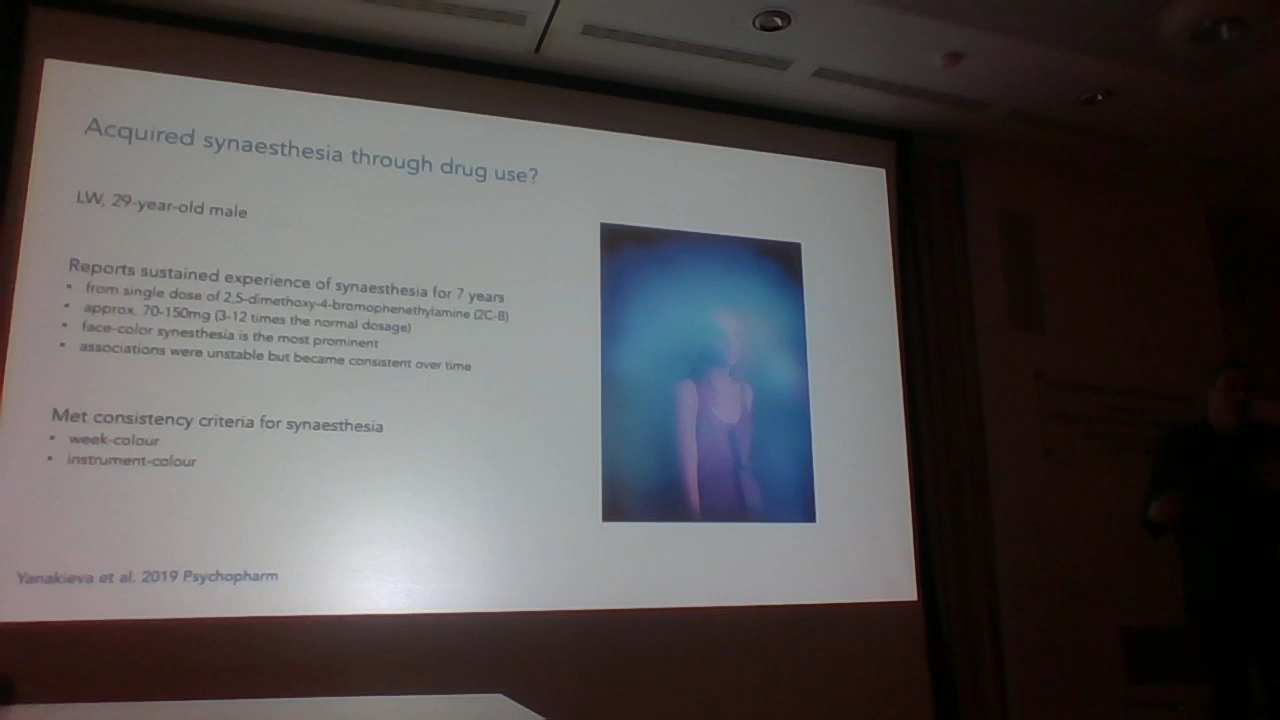 Acquired synaesthesia through drug use?
LW, 29-year-old male
Reports sustained experience of synaesthesia for 7 years
• from single dose of 2,5-dimethoxy-4-bromophenethylamine (2C-B)
• approx. 70-150mg (3-12 times the normal dosage)
• face-color synesthesia is the most prominent
• associations were unstable but became consistent over time
Met consistency criteria for synaesthesia
• week-colour
• instrument-colour
Yanakieva et al. 2019 Psychopharm